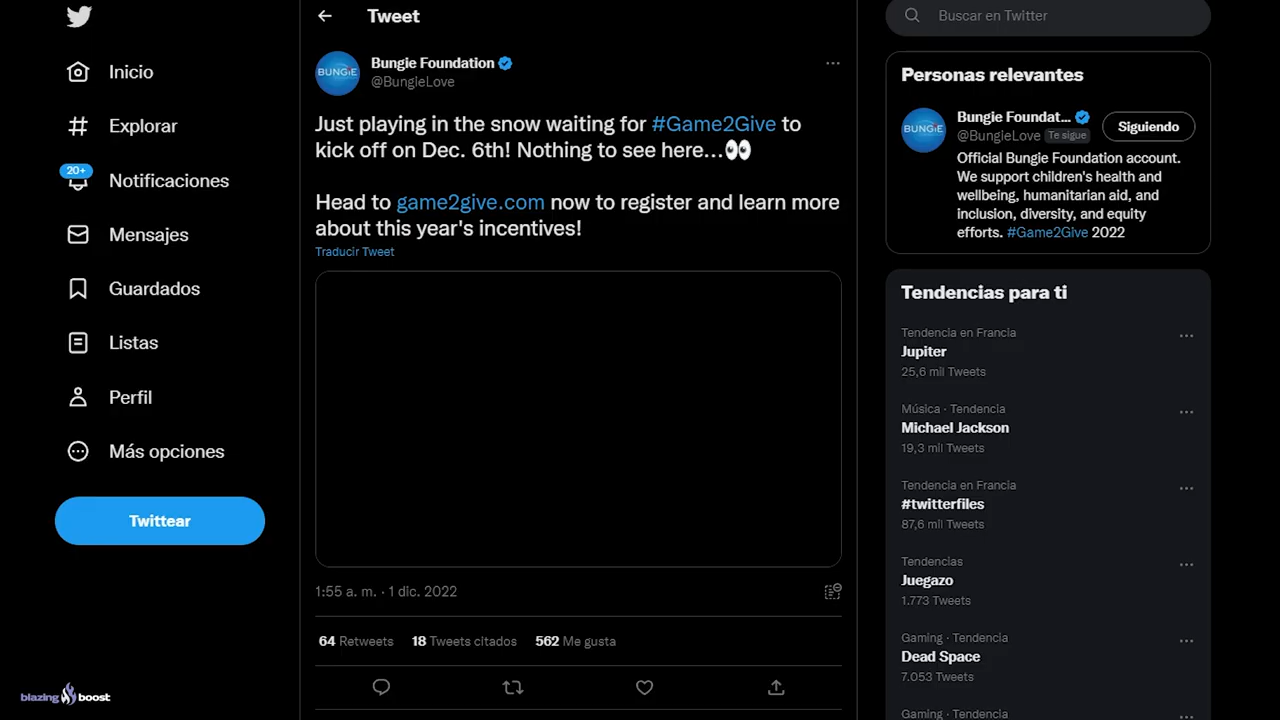 Tweet
Buscar en Twitter
Inicio
Explorar
20+
Notificaciones
Mensajes
Guardados
Listas
Perfil
Más opciones
Twittear
BUNGIE
Bungie Foundation
@BungieLove
Just playing in the snow waiting for #Game2Give to
kick off on Dec. 6th! Nothing to see here...👀
Head to game2give.com now to register and learn more
about this year's incentives!
Traducir Tweet
1:55 a. m. · 1 dic. 2022
64 Retweets 18 Tweets citados 562 Me gusta
Personas relevantes
BUNGIE
Bungie Foundat...
@BungieLove Te sigue
Siguiendo
Official Bungie Foundation account.
We support children's health and
wellbeing, humanitarian aid, and
inclusion, diversity, and equity
efforts. #Game2Give 2022
Tendencias para ti
Tendencia en Francia
Jupiter
25,6 mil Tweets
Música · Tendencia
Michael Jackson
19,3 mil Tweets
Tendencia en Francia
#twitterfiles
87,6 mil Tweets
Tendencias
Juegazo
1.773 Tweets
Gaming · Tendencia
Dead Space
7.053 Tweets
Gaming · Tendencia
blazing boost